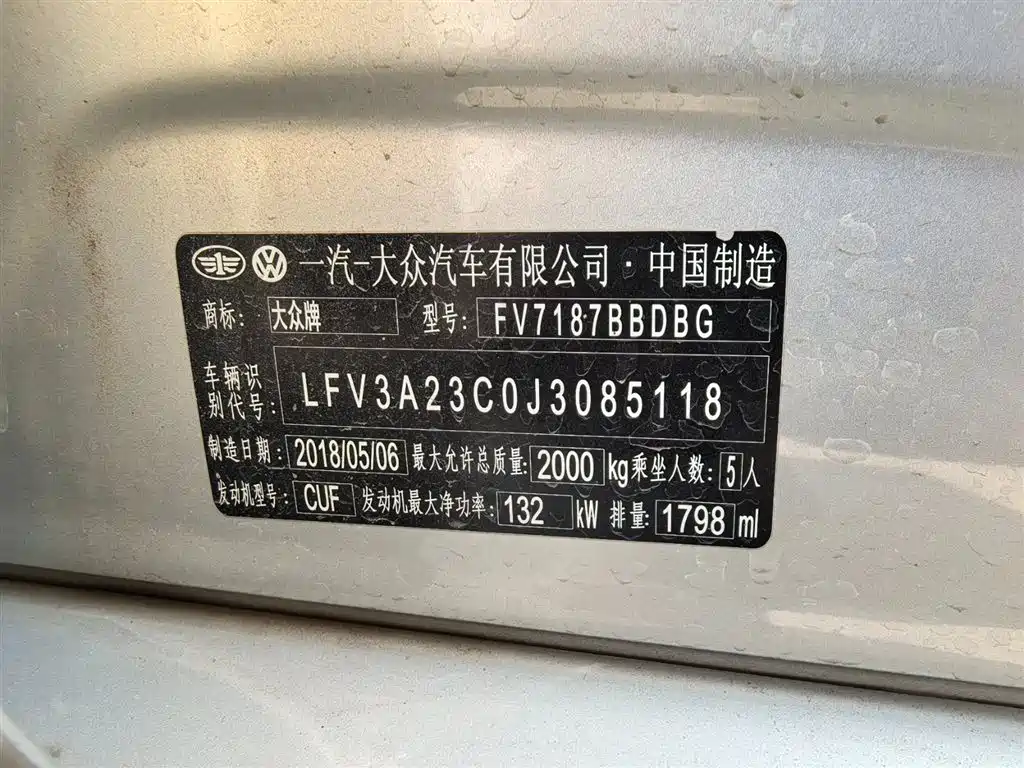 一汽-大众汽车有限公司·中国制造
商标: 大众牌 型号: FV7187BBDBG
车辆识别代号: LFV3A23C0J3085118
制造日期: 2018/05/06 最大允许总质量: 2000 kg 乘坐人数: 5 人
发动机型号: CUF 发动机最大净功率: 132 kW 排量: 1798 ml